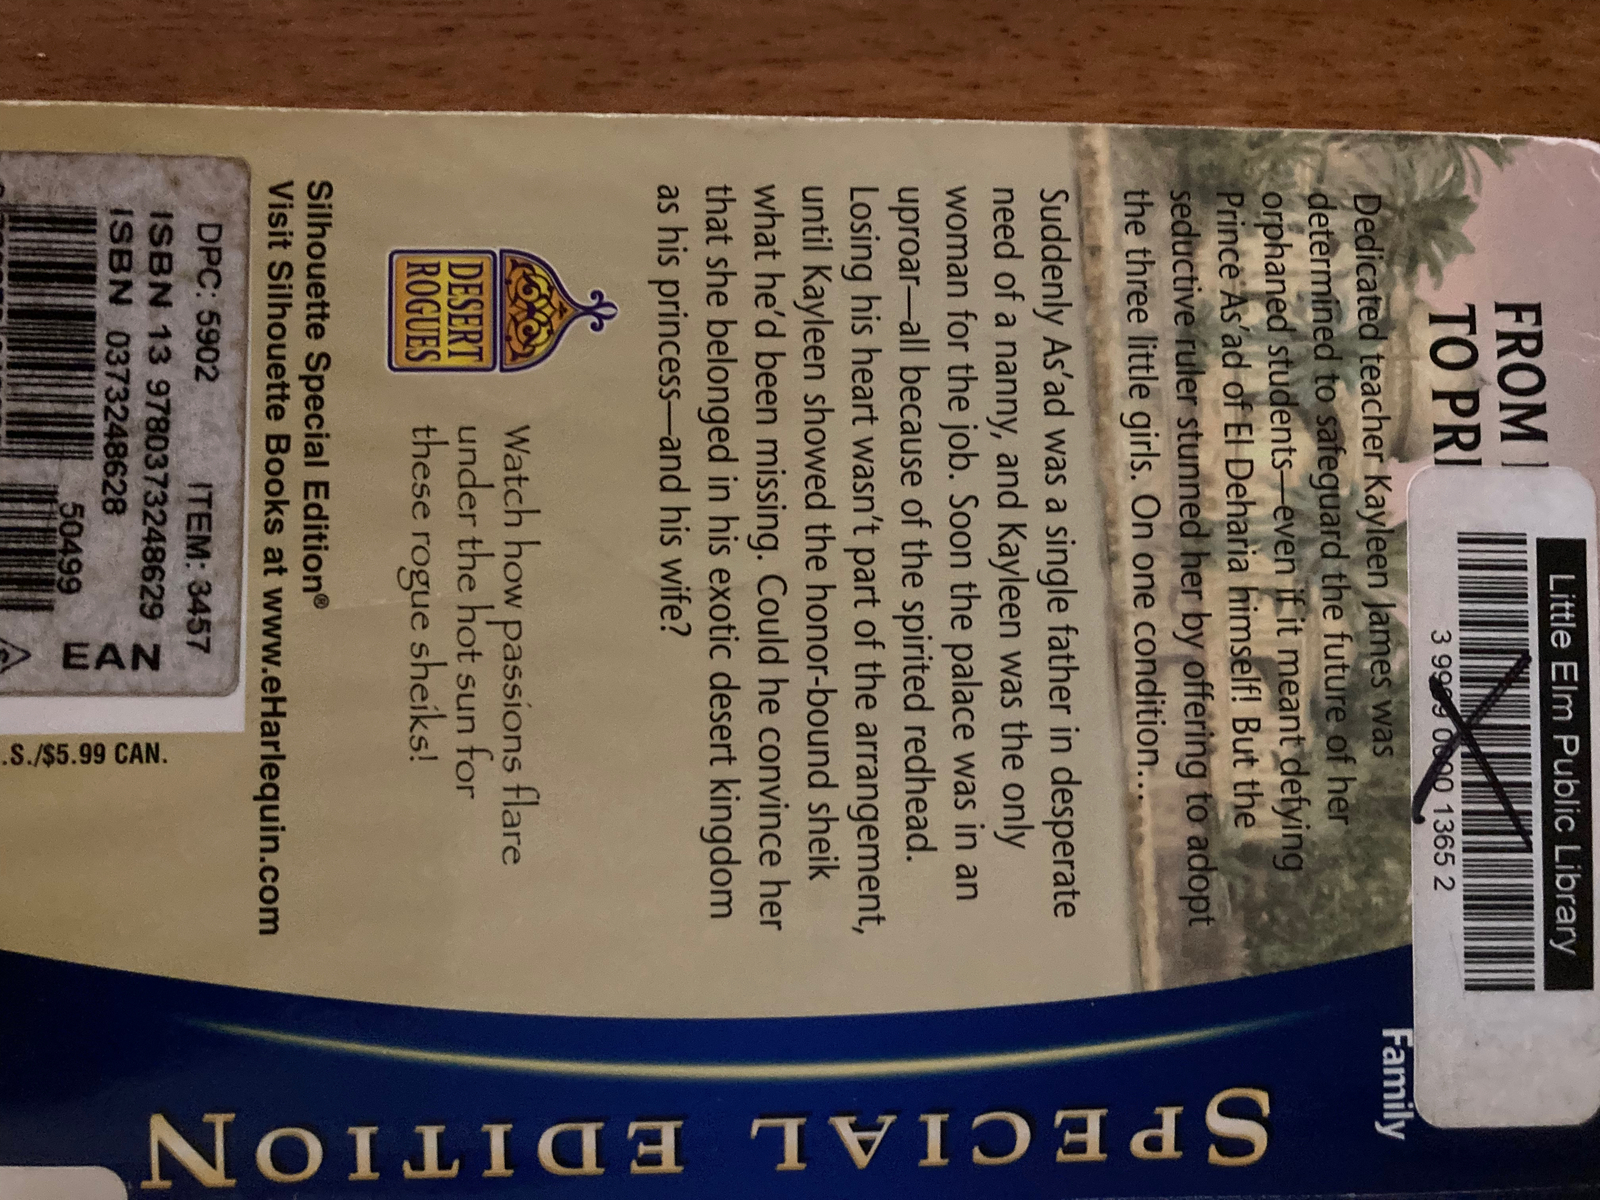 Little Elm Public Library
1365 2
FROM
TO PRI
Family
Dedicated teacher Kayleen James was
determined to safeguard the future of her
orphaned students—even if it meant defying
Prince As'ad of El Deharia himself! But the
seductive ruler stunned her by offering to adopt
the three little girls. On one condition...
Suddenly As'ad was a single father in desperate
need of a nanny, and Kayleen was the only
woman for the job. Soon the palace was in an
uproar—all because of the spirited redhead.
Losing his heart wasn't part of the arrangement,
until Kayleen showed the honor-bound sheik
what he'd been missing. Could he convince her
that she belonged in his exotic desert kingdom
as his princess—and his wife?
DESERT
ROGUES
Watch how passions flare
under the hot sun for
these rogue sheiks!
Silhouette Special Edition®
Visit Silhouette Books at www.eHarlequin.com
DPC: 5902 ITEM: 3457
ISBN 13 9780373248629
ISBN 0373248628
50499
EAN
.S./$5.99 CAN.
SPECIAL EDITION